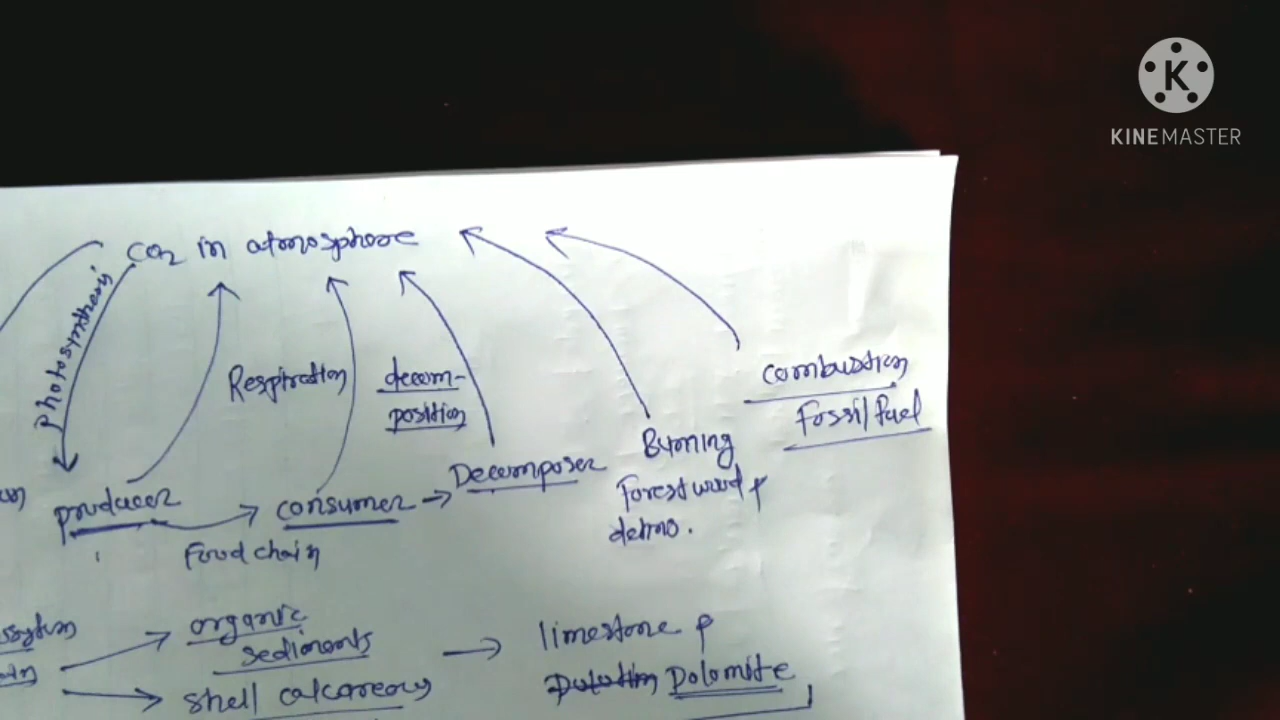 K
KINEMASTER
CO2 in atmosphere
photosynthesis
Respiration
decom-
position
combustion
Fossil fuel
producer
consumer
Decomposer
Burning
Forest wood &
Food chain
organic
sediments
shell calcareous
limestone &
Dolomite